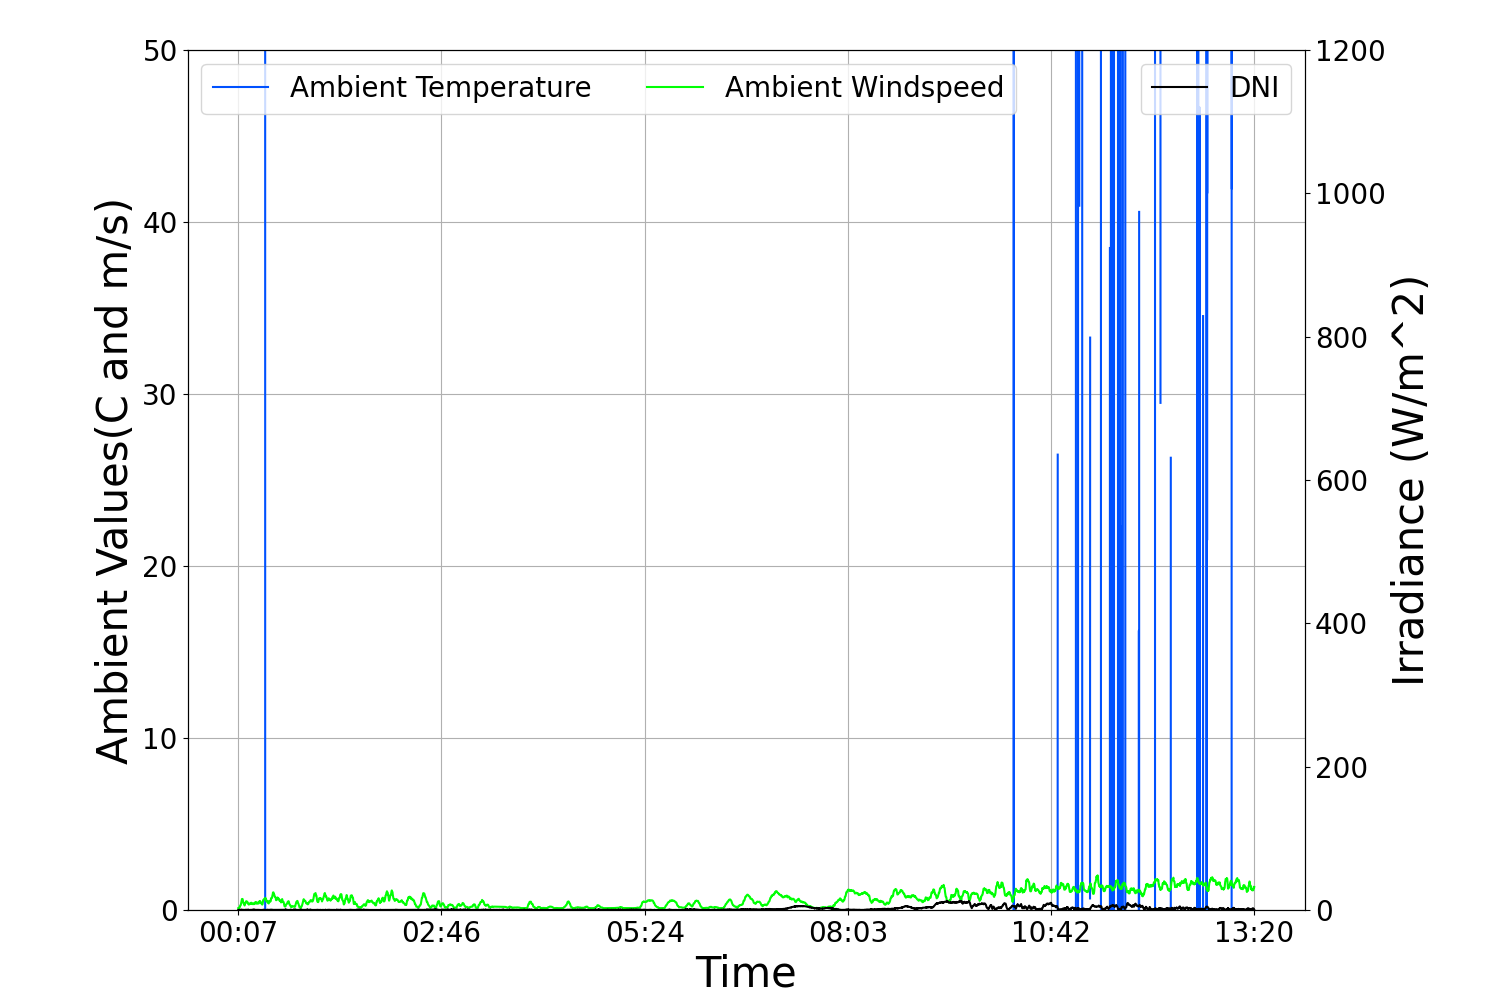 Ambient Temperature
Ambient Windspeed
DNI
50
40
30
20
10
0
Ambient Values(C and m/s)
1200
1000
800
600
400
200
0
Irradiance (W/m^2)
00:07 02:46 05:24 08:03 10:42 13:20
Time